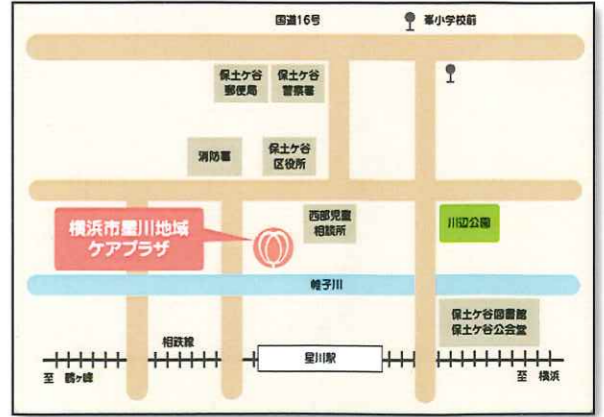 国道16号
峯小学校前
保土ケ谷
郵便局
保土ケ谷
警察署
消防署
保土ケ谷
区役所
横浜市星川地域
ケアプラザ
西部児童
相談所
川辺公園
帷子川
保土ケ谷図書館
保土ケ谷公会堂
相鉄線
星川駅
至 鶴ヶ峰
至 横浜